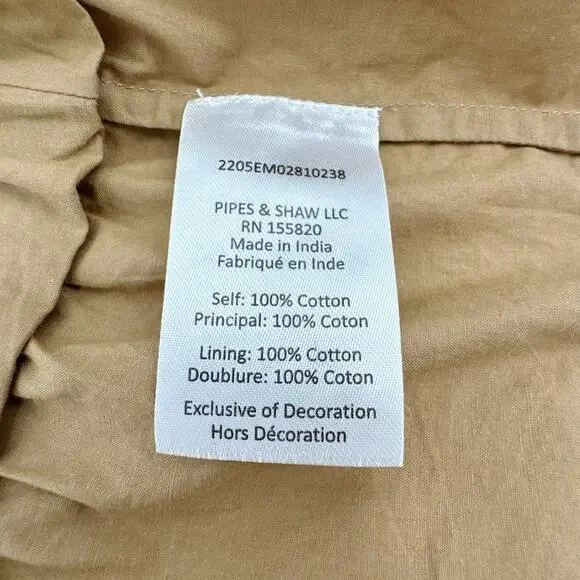 2205EM02810238
PIPES & SHAW LLC
RN 155820
Made in India
Fabriqué en Inde
Self: 100% Cotton
Principal: 100% Coton
Lining: 100% Cotton
Doublure: 100% Coton
Exclusive of Decoration
Hors Décoration